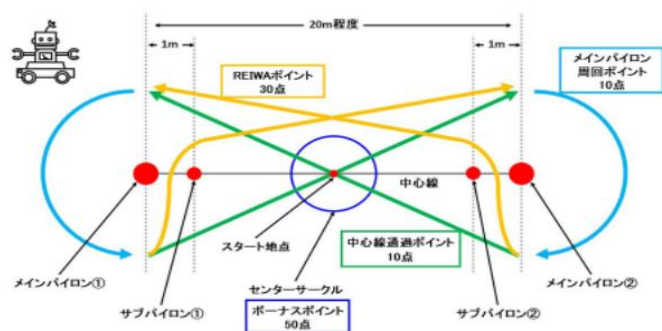 20m程度
1m
1m
REIWAポイント
30点
メインパイロン
周回ポイント
10点
中心線
スタート地点
中心線通過ポイント
10点
メインパイロン①
サブパイロン①
センターサークル
ボーナスポイント
50点
サブパイロン②
メインパイロン②